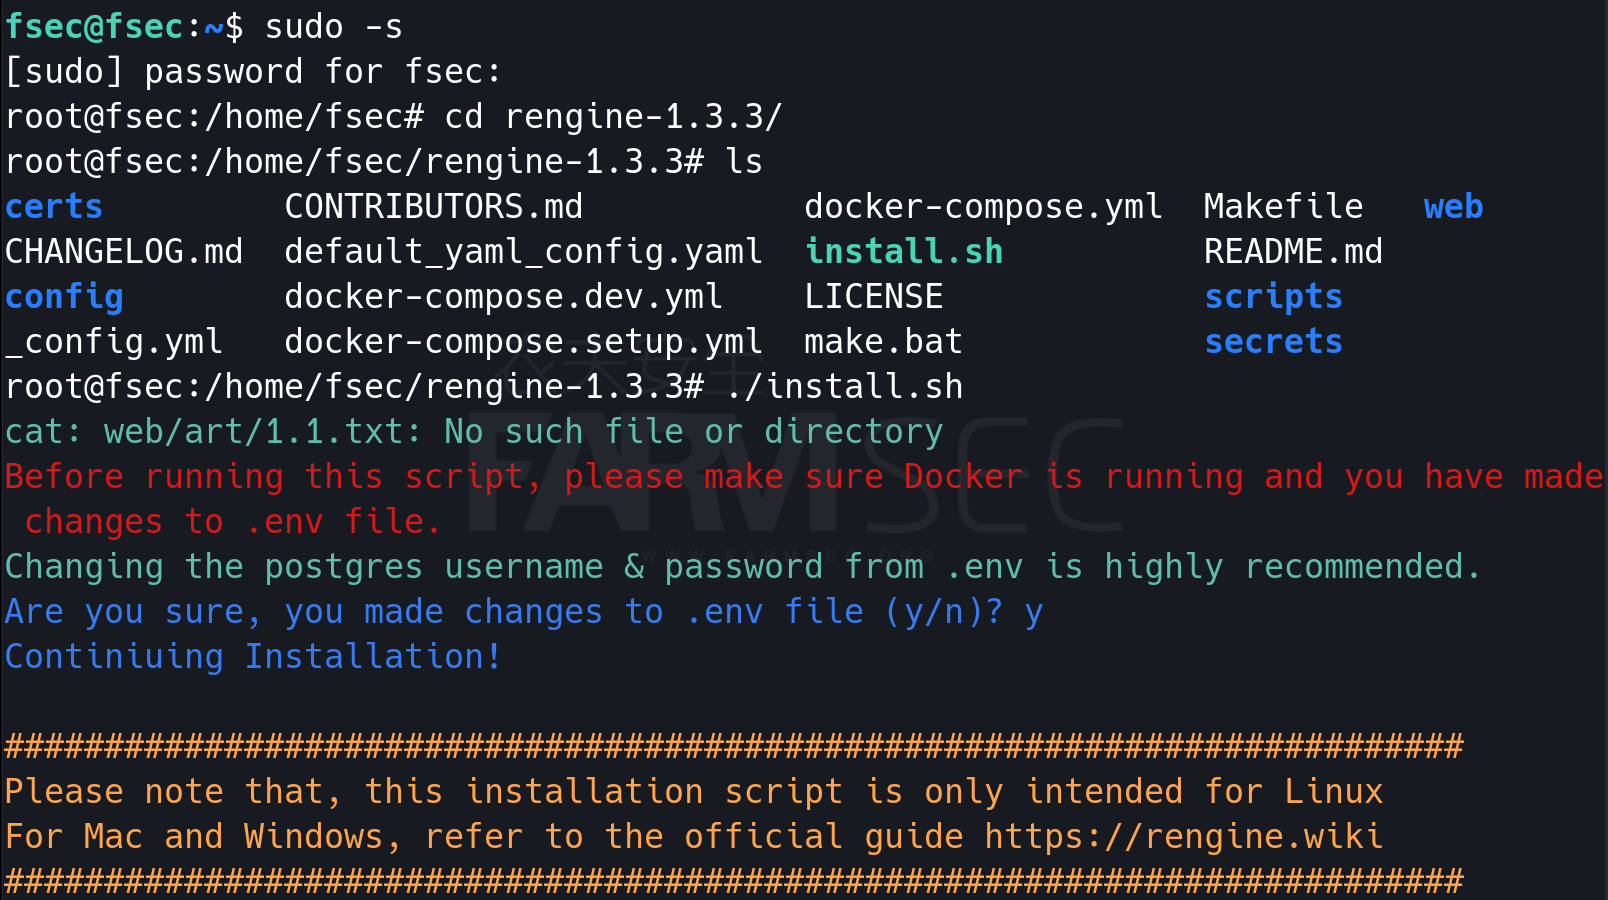 fsec@fsec:~$ sudo -s
[sudo] password for fsec:
root@fsec:/home/fsec# cd rengine-1.3.3/
root@fsec:/home/fsec/rengine-1.3.3# ls
certs CONTRIBUTORS.md docker-compose.yml Makefile web
CHANGELOG.md default_yaml_config.yaml install.sh README.md
config docker-compose.dev.yml LICENSE scripts
_config.yml docker-compose.setup.yml make.bat secrets
root@fsec:/home/fsec/rengine-1.3.3# ./install.sh
cat: web/art/1.1.txt: No such file or directory
Before running this script, please make sure Docker is running and you have made
changes to .env file.
Changing the postgres username & password from .env is highly recommended.
Are you sure, you made changes to .env file (y/n)? y
Continiuing Installation!
#########################################################################
Please note that, this installation script is only intended for Linux
For Mac and Windows, refer to the official guide https://rengine.wiki
#########################################################################
FARMSEC
WWW.FARMSEC.ORG